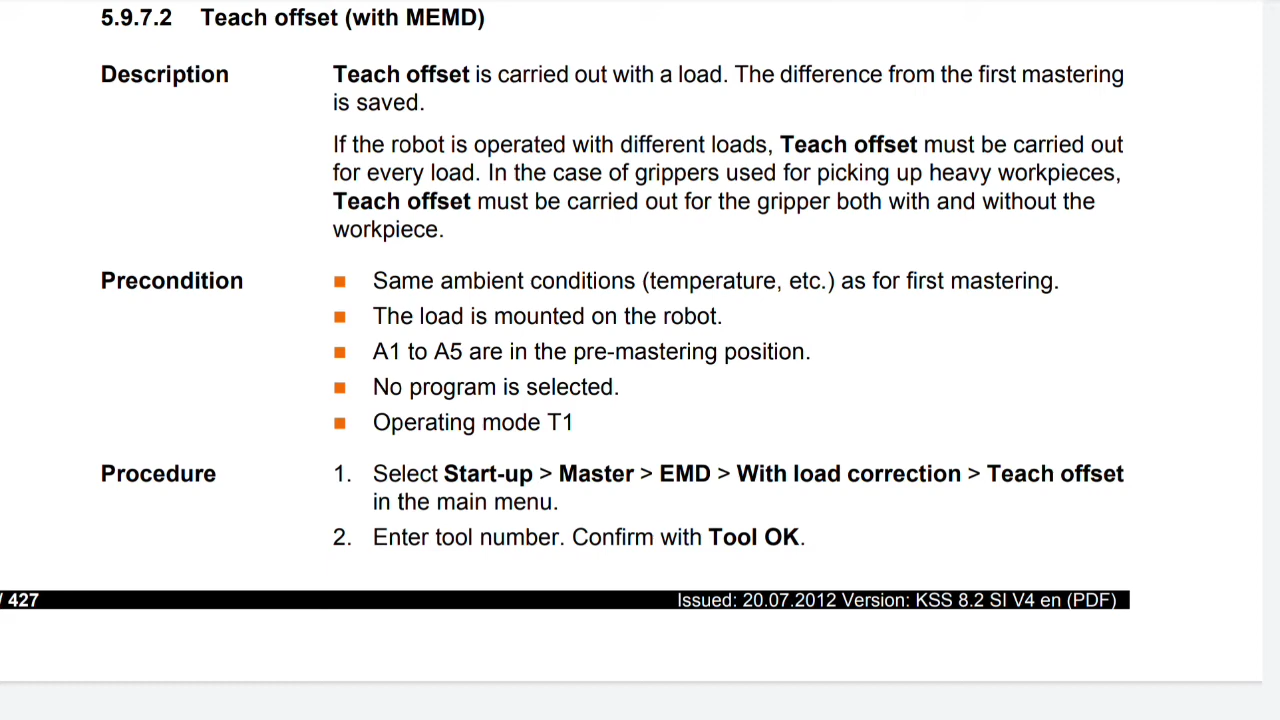 5.9.7.2 Teach offset (with MEMD)
Description
Teach offset is carried out with a load. The difference from the first mastering
is saved.
If the robot is operated with different loads, Teach offset must be carried out
for every load. In the case of grippers used for picking up heavy workpieces,
Teach offset must be carried out for the gripper both with and without the
workpiece.
Precondition
■ Same ambient conditions (temperature, etc.) as for first mastering.
■ The load is mounted on the robot.
■ A1 to A5 are in the pre-mastering position.
■ No program is selected.
■ Operating mode T1
Procedure
1. Select Start-up > Master > EMD > With load correction > Teach offset
in the main menu.
2. Enter tool number. Confirm with Tool OK.
/ 427
Issued: 20.07.2012 Version: KSS 8.2 SI V4 en (PDF)